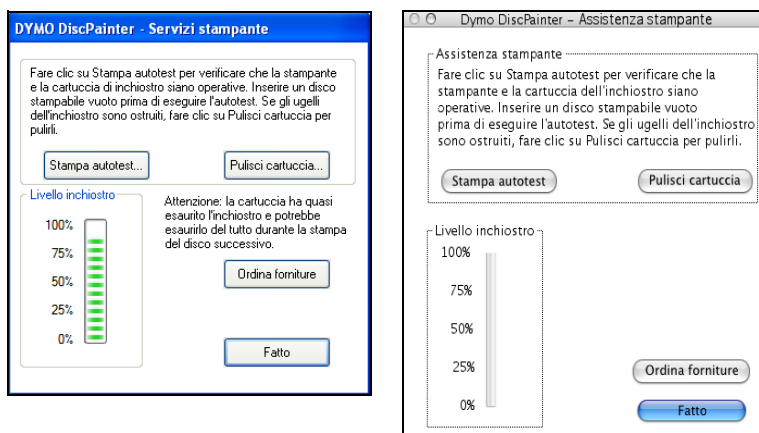 DYMO DiscPainter - Servizi stampante
Fare clic su Stampa autotest per verificare che la stampante
e la cartuccia di inchiostro siano operative. Inserire un disco
stampabile vuoto prima di eseguire l'autotest. Se gli ugelli
dell'inchiostro sono ostruiti, fare clic su Pulisci cartuccia per
pulirli.
Stampa autotest...
Pulisci cartuccia...
Livello inchiostro
100%
75%
50%
25%
0%
Attenzione: la cartuccia ha quasi
esaurito l'inchiostro e potrebbe
esaurirlo del tutto durante la stampa
del disco successivo.
Ordina forniture
Fatto
Dymo DiscPainter – Assistenza stampante
Assistenza stampante
Fare clic su Stampa autotest per verificare che la
stampante e la cartuccia dell'inchiostro siano
operative. Inserire un disco stampabile vuoto
prima di eseguire l'autotest. Se gli ugelli dell'inchiostro
sono ostruiti, fare clic su Pulisci cartuccia per pulirli.
Stampa autotest
Pulisci cartuccia
Livello inchiostro
100%
75%
50%
25%
0%
Ordina forniture
Fatto